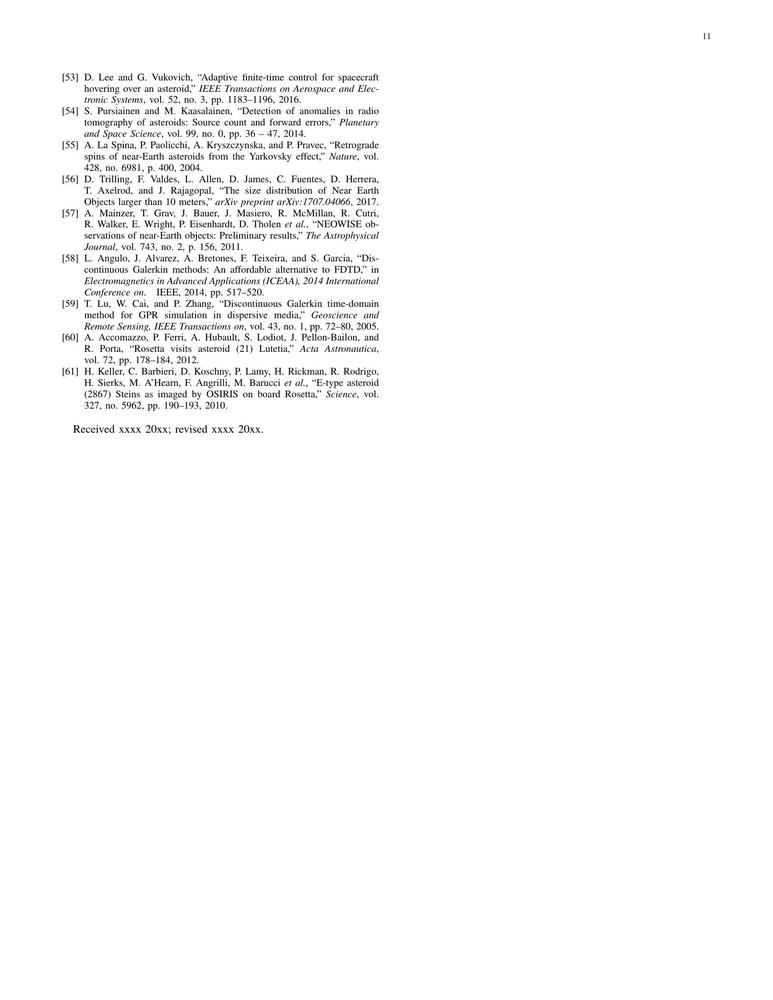 11
[53] D. Lee and G. Vukovich, “Adaptive finite-time control for spacecraft
hovering over an asteroid,” IEEE Transactions on Aerospace and Elec-
tronic Systems, vol. 52, no. 3, pp. 1183–1196, 2016.
[54] S. Pursiainen and M. Kaasalainen, “Detection of anomalies in radio
tomography of asteroids: Source count and forward errors,” Planetary
and Space Science, vol. 99, no. 0, pp. 36 – 47, 2014.
[55] A. La Spina, P. Paolicchi, A. Kryszczynska, and P. Pravec, “Retrograde
spins of near-Earth asteroids from the Yarkovsky effect,” Nature, vol.
428, no. 6981, p. 400, 2004.
[56] D. Trilling, F. Valdes, L. Allen, D. James, C. Fuentes, D. Herrera,
T. Axelrod, and J. Rajagopal, “The size distribution of Near Earth
Objects larger than 10 meters,” arXiv preprint arXiv:1707.04066, 2017.
[57] A. Mainzer, T. Grav, J. Bauer, J. Masiero, R. McMillan, R. Cutri,
R. Walker, E. Wright, P. Eisenhardt, D. Tholen et al., “NEOWISE ob-
servations of near-Earth objects: Preliminary results,” The Astrophysical
Journal, vol. 743, no. 2, p. 156, 2011.
[58] L. Angulo, J. Alvarez, A. Bretones, F. Teixeira, and S. Garcia, “Dis-
continuous Galerkin methods: An affordable alternative to FDTD,” in
Electromagnetics in Advanced Applications (ICEAA), 2014 International
Conference on. IEEE, 2014, pp. 517–520.
[59] T. Lu, W. Cai, and P. Zhang, “Discontinuous Galerkin time-domain
method for GPR simulation in dispersive media,” Geoscience and
Remote Sensing, IEEE Transactions on, vol. 43, no. 1, pp. 72–80, 2005.
[60] A. Accomazzo, P. Ferri, A. Hubault, S. Lodiot, J. Pellon-Bailon, and
R. Porta, “Rosetta visits asteroid (21) Lutetia,” Acta Astronautica,
vol. 72, pp. 178–184, 2012.
[61] H. Keller, C. Barbieri, D. Koschny, P. Lamy, H. Rickman, R. Rodrigo,
H. Sierks, M. A’Hearn, F. Angrilli, M. Barucci et al., “E-type asteroid
(2867) Steins as imaged by OSIRIS on board Rosetta,” Science, vol.
327, no. 5962, pp. 190–193, 2010.
Received xxxx 20xx; revised xxxx 20xx.